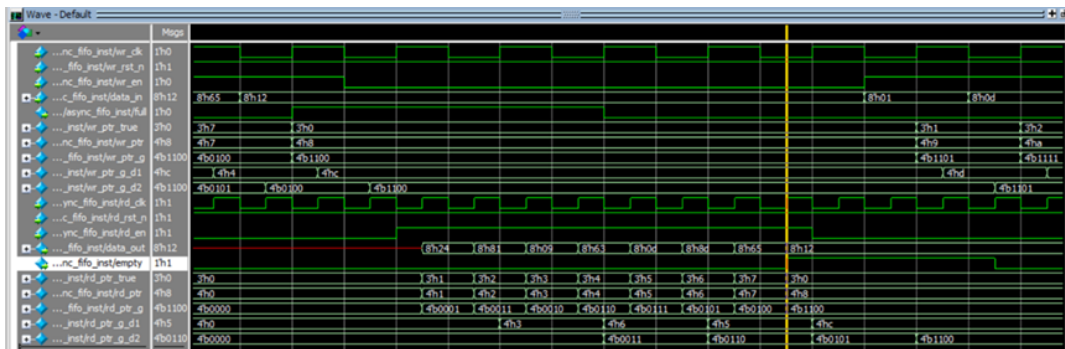 Wave - Default
Msgs
...nc_fifo_inst/wr_clk 1'h0
..._fifo_inst/wr_rst_n 1'h1
...nc_fifo_inst/wr_en 1'h0
...c_fifo_inst/data_in 8'h12 8'h65 8'h12 8'h01 8'h0d
.../async_fifo_inst/full 1'h0
..._inst/wr_ptr_true 3'h0 3'h7 3'h0 3'h1 3'h2
...nc_fifo_inst/wr_ptr 4'h8 4'h7 4'h8 4'h9 4'ha
..._fifo_inst/wr_ptr_g 4'b1100 4'b0100 4'b1100 4'b1101 4'b1111
..._inst/wr_ptr_g_d1 4'hc 4'h4 4'hc 4'hd
..._inst/wr_ptr_g_d2 4'b1100 4'b0101 4'b0100 4'b1100 4'b1101
...ync_fifo_inst/rd_clk 1'h1
...c_fifo_inst/rd_rst_n 1'h1
...ync_fifo_inst/rd_en 1'h1
..._fifo_inst/data_out 8'h12 8'h24 8'h81 8'h09 8'h63 8'h0d 8'h8d 8'h65 8'h12
...nc_fifo_inst/empty 1'h1
..._inst/rd_ptr_true 3'h0 3'h0 3'h1 3'h2 3'h3 3'h4 3'h5 3'h6 3'h7 3'h0
...nc_fifo_inst/rd_ptr 4'h8 4'h0 4'h1 4'h2 4'h3 4'h4 4'h5 4'h6 4'h7 4'h8
..._fifo_inst/rd_ptr_g 4'b1100 4'b0000 4'b0001 4'b0011 4'b0010 4'b0110 4'b0111 4'b0101 4'b0100 4'b1100
..._inst/rd_ptr_g_d1 4'h5 4'h0 4'h3 4'h6 4'h5 4'hc
..._inst/rd_ptr_g_d2 4'b0110 4'b0000 4'b0011 4'b0110 4'b0101 4'b1100